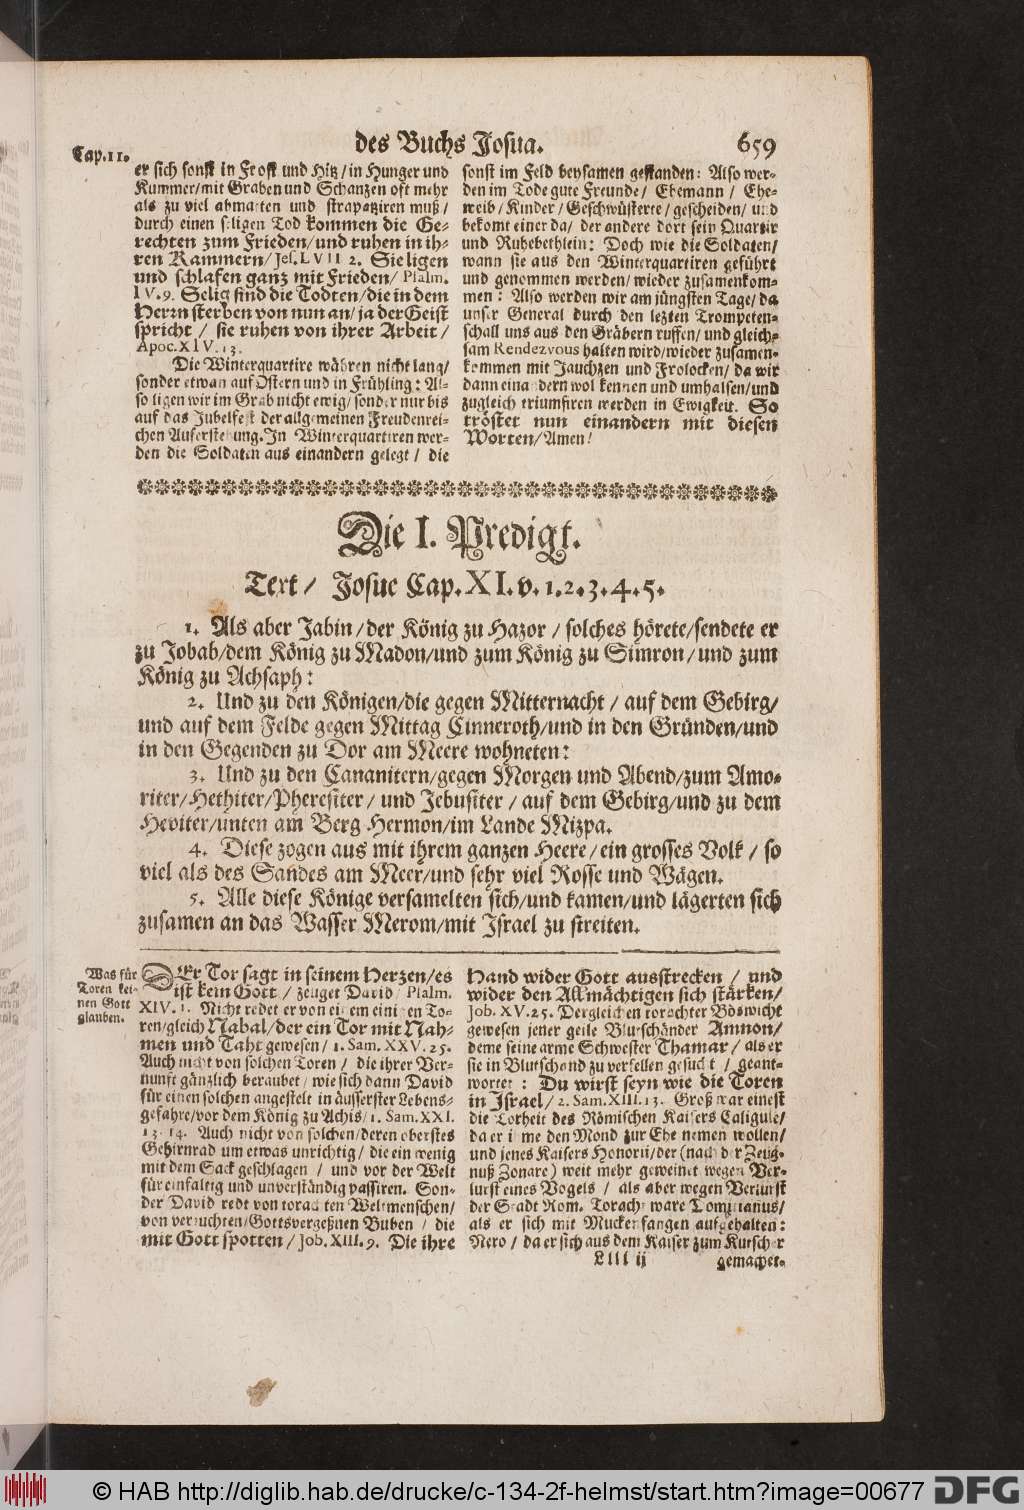 des Buchs Josua. 659
Cap. 11.
er sich sonst in Frost und Hitz/ in Hunger und
Kummer/ mit Graben und Schanzen oft mehr
als zu viel abmarten und strapatziren muß/
durch einen seligen Tod kommen die Ge-
rechten zum Frieden/ und ruhen in ih-
ren Kammern/ Jes. LVII 2. Sie ligen
und schlafen ganz mit Frieden/ Psalm.
IV. 9. Selig sind die Todten/ die in dem
Herrn sterben von nun an/ ja der Geist
spricht / sie ruhen von ihrer Arbeit /
Apoc. XIV. 13.
Die Winterquartire währen nicht lang/
sonder etwan auf Ostern und in Frühling: Al-
so ligen wir im Grab nicht ewig/ sonder nur bis
auf das Jubelfest der allgemeinen Freudenrei-
chen Auferstehung. In Winterquartiren wer-
den die Soldaten aus einandern gelegt / die
sonst im Feld beysamen gestanden: Also wer-
den im Tode gute Freunde/ Ehemann / Ehe-
weib/ Kinder/ Geschwüsterte/ gescheiden/ und
bekomt einer da/ der andere dort sein Quartir
und Ruhebethlein: Doch wie die Soldaten/
wann sie aus den Winterquartiren geführt
und genommen werden/ wieder zusamenkom-
men: Also werden wir am jüngsten Tage/ da
unser General durch den lezten Trompeten-
schall uns aus den Gräbern ruffen/ und gleich-
sam Rendezvous halten wird/ wieder zusamen-
kommen mit Jauchzen und Frolocken/ da wir
dann einandern wol kennen und umhalsen/ und
zugleich triumfiren werden in Ewigkeit. So
tröstet nun einandern mit diesen
Worten/ Amen!
Die I. Predigt.
Text / Josue Cap. XI. v. 1. 2. 3. 4. 5.
1. Als aber Jabin / der König zu Hazor / solches hörete/ sendete er
zu Jobab/ dem König zu Madon/ und zum König zu Simron/ und zum
König zu Achsaph:
2. Und zu den Königen/ die gegen Mitternacht / auf dem Gebirg/
und auf dem Felde gegen Mittag Cinneroth/ und in den Gründen/ und
in den Gegenden zu Dor am Meere wohneten:
3. Und zu den Cananitern/ gegen Morgen und Abend/ zum Amo-
riter/ Hethiter/ Pheresiter / und Jebusiter / auf dem Gebirg/ und zu dem
Heviter/ unten am Berg Hermon/ im Lande Mizpa.
4. Diese zogen aus mit ihrem ganzen Heere / ein grosses Volk / so
viel als des Sandes am Meer/ und sehr viel Rosse und Wägen.
5. Alle diese Könige versamelten sich/ und kamen/ und lägerten sich
zusamen an das Wasser Merom/ mit Israel zu streiten.
Was für
Toren kei-
nen Gott
glauben.
DEr Tor sagt in seinem Herzen/ es
ist kein Gott / zeuget David / Psalm.
XIV. 1. Nicht redet er von einem einigen To-
ren/ gleich Nabal/ der ein Tor mit Nah-
men und Taht gewesen/ 1. Sam. XXV. 25.
Auch nicht von solchen Toren / die ihrer Ver-
nunft gänzlich beraubet / wie sich dann David
für einen solchen angestelt in äusserster Lebens-
gefahre/ vor dem König zu Achis/ 1. Sam. XXI.
13. 14. Auch nicht von solchen/ deren oberstes
Gehirnrad um etwas unrichtig / die ein wenig
mit dem Sack geschlagen / und vor der Welt
für einfaltig und unverständig passiren. Son-
der David redt von torachten Weltmenschen/
von verruchten/ Gottsvergeßnen Buben / die
mit Gott spotten / Job. XIII. 9. Die ihre
Hand wider Gott ausstrecken / und
wider den Allmächtigen sich stärken/
Job. XV. 25. Dergleichen torachter Böswicht
gewesen jener geile Blutschänder Amnon/
deme seine arme Schwester Thamar / als er
sie in Blutschand zu verfellen gesucht / geant-
wortet : Du wirst seyn wie die Toren
in Israel / 2. Sam. XIII. 13. Groß war einest
die Torheit des Römischen Kaisers Caligule/
da er ime den Mond zur Ehe nemen wollen/
und jenes Kaisers Honorii/ der (nach der Zeug-
nuß Zonare) weit mehr geweinet wegen Ver-
lurst eines Vogels / als aber wegen Verlurst
der Stadt Rom. Toracht ware Domitianus/
als er sich mit Muckenfangen aufgehalten:
Nero / da er sich aus dem Kaiser zum Kutscher
Llll ij gemachet.
© HAB http://diglib.hab.de/drucke/c-134-2f-helmst/start.htm?image=00677 DFG